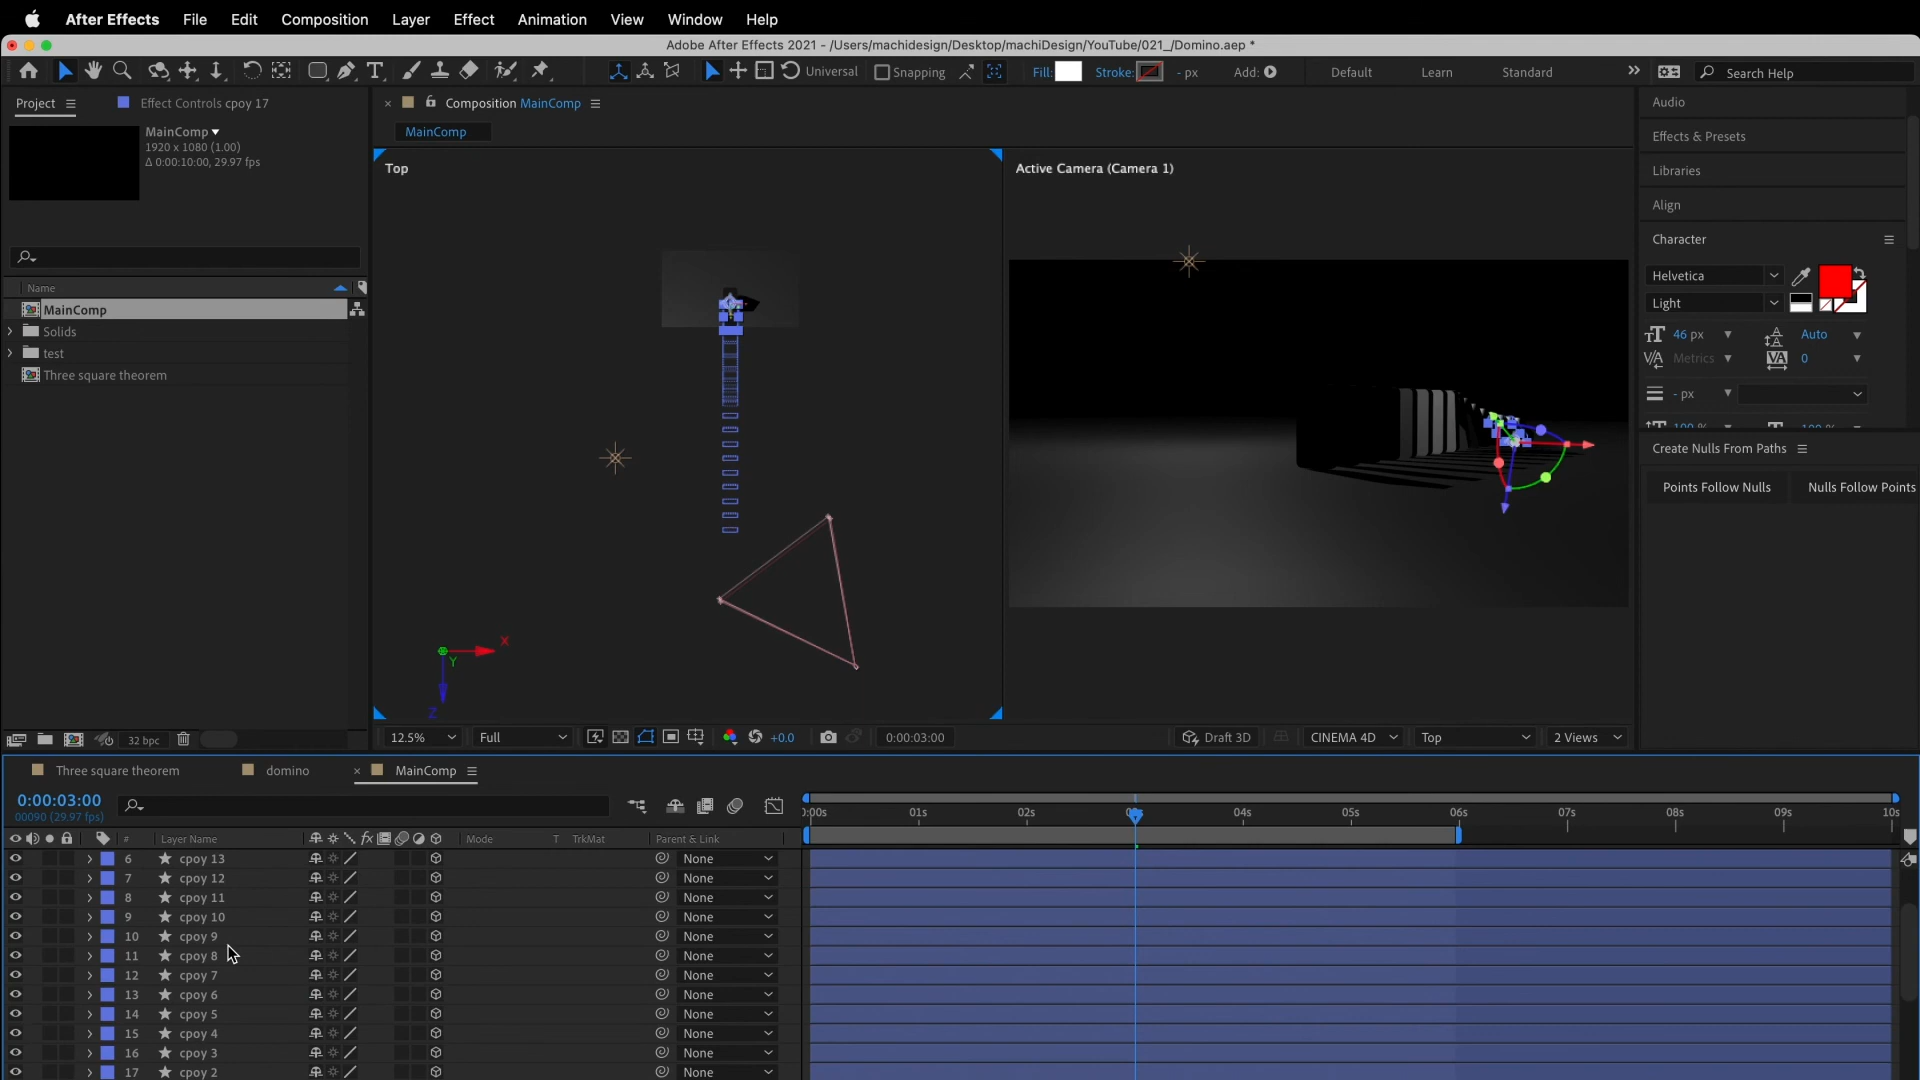 After Effects File Edit Composition Layer Effect Animation View Window Help
Adobe After Effects 2021 - /Users/machidesign/Desktop/machiDesign/YouTube/021_/Domino.aep *
Universal Snapping Fill: Stroke: - px Add: Default Learn Standard Search Help
Project Effect Controls cpoy 17
Composition MainComp
MainComp
MainComp
1920 x 1080 (1.00)
Δ 0:00:10:00, 29.97 fps
Name
MainComp
Solids
test
Three square theorem
32 bpc
Top
Active Camera (Camera 1)
X
Y
Z
12.5% Full +0.0 0:00:03:00 Draft 3D CINEMA 4D Top 2 Views
Audio
Effects & Presets
Libraries
Align
Character
Helvetica
Light
46 px Auto
Metrics 0
- px
100 % 100 %
Create Nulls From Paths
Points Follow Nulls Nulls Follow Points
Three square theorem domino MainComp
0:00:03:00
00090 (29.97 fps)
):00s 01s 02s 03s 04s 05s 06s 07s 08s 09s 10s
# Layer Name fx Mode T TrkMat Parent & Link
6 cpoy 13 None
7 cpoy 12 None
8 cpoy 11 None
9 cpoy 10 None
10 cpoy 9 None
11 cpoy 8 None
12 cpoy 7 None
13 cpoy 6 None
14 cpoy 5 None
15 cpoy 4 None
16 cpoy 3 None
17 cpoy 2 None